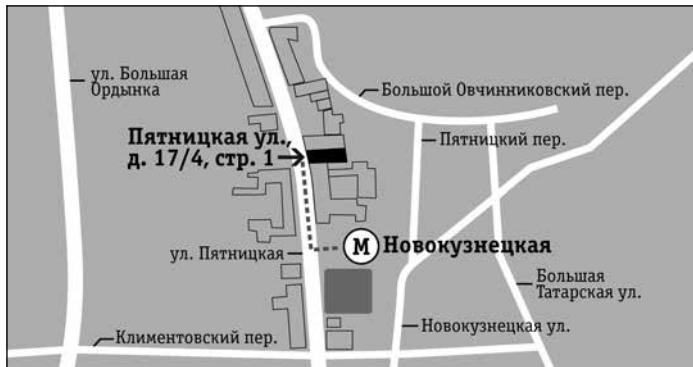 ул. Большая
Ордынка
Большой Овчинниковский пер.
Пятницкая ул.,
д. 17/4, стр. 1
Пятницкий пер.
ул. Пятницкая
М Новокузнецкая
Большая
Татарская ул.
Климентовский пер.
Новокузнецкая ул.